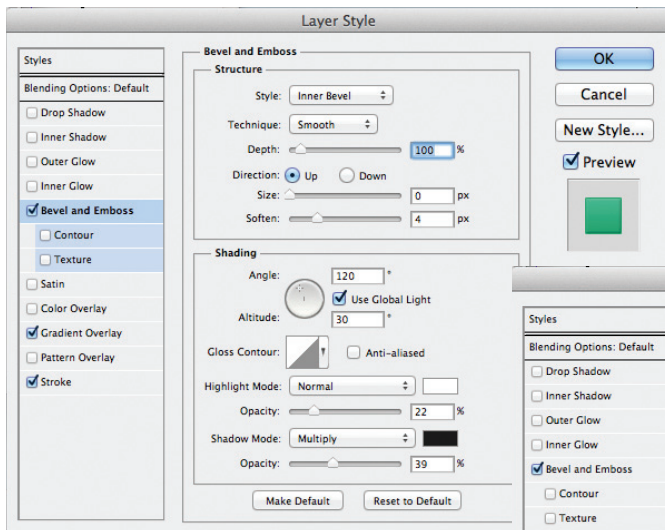 Layer Style
Styles
Blending Options: Default
Drop Shadow
Inner Shadow
Outer Glow
Inner Glow
Bevel and Emboss
Contour
Texture
Satin
Color Overlay
Gradient Overlay
Pattern Overlay
Stroke
Bevel and Emboss
Structure
Style: Inner Bevel
Technique: Smooth
Depth: 100 %
Direction: Up Down
Size: 0 px
Soften: 4 px
Shading
Angle: 120 °
Use Global Light
Altitude: 30 °
Gloss Contour: Anti-aliased
Highlight Mode: Normal
Opacity: 22 %
Shadow Mode: Multiply
Opacity: 39 %
Make Default Reset to Default
OK
Cancel
New Style...
Preview
Styles
Blending Options: Default
Drop Shadow
Inner Shadow
Outer Glow
Inner Glow
Bevel and Emboss
Contour
Texture